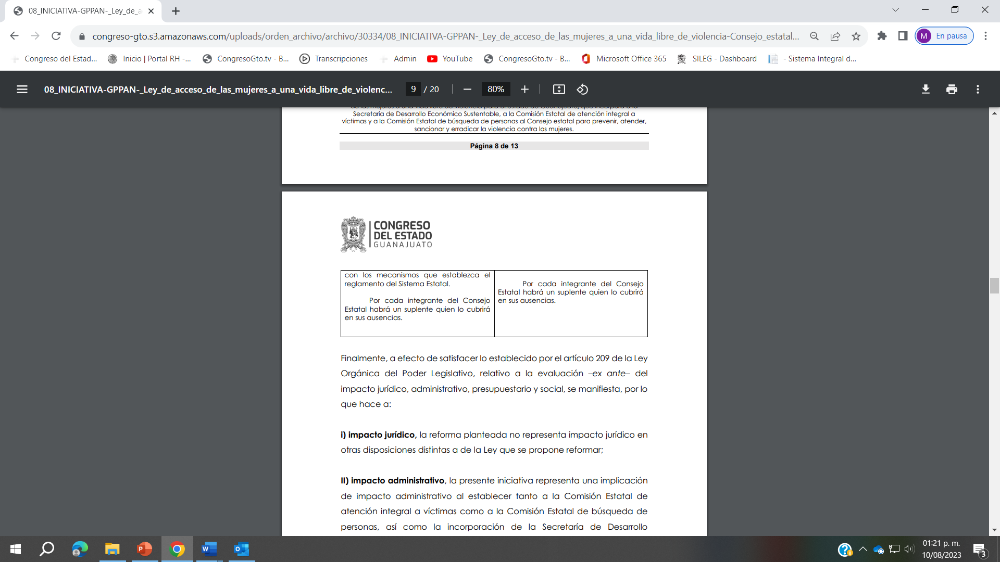 08_INICIATIVA-GPPAN-_Ley_de_a
congreso-gto.s3.amazonaws.com/uploads/orden_archivo/archivo/30334/08_INICIATIVA-GPPAN-_Ley_de_acceso_de_las_mujeres_a_una_vida_libre_de_violencia-Consejo_estatal...
M En pausa
Congreso del Estad...
Inicio | Portal RH -...
CongresoGto.tv - B...
Transcripciones
Admin
YouTube
CongresoGto.tv - B...
Microsoft Office 365
SILEG - Dashboard
- Sistema Integral d...
08_INICIATIVA-GPPAN-_Ley_de_acceso_de_las_mujeres_a_una_vida_libre_de_violenc...
9 / 20
80%
Secretaría de Desarrollo Económico Sustentable, a la Comisión Estatal de atención integral a
víctimas y a la Comisión Estatal de búsqueda de personas al Consejo estatal para prevenir, atender,
sancionar y erradicar la violencia contra las mujeres.
Página 8 de 13
CONGRESO
DEL ESTADO
GUANAJUATO
con los mecanismos que establezca el
reglamento del Sistema Estatal.
Por cada integrante del Consejo
Estatal habrá un suplente quien lo cubrirá
en sus ausencias.
Por cada integrante del Consejo
Estatal habrá un suplente quien lo cubrirá
en sus ausencias.
Finalmente, a efecto de satisfacer lo establecido por el artículo 209 de la Ley
Orgánica del Poder Legislativo, relativo a la evaluación –ex ante– del
impacto jurídico, administrativo, presupuestario y social, se manifiesta, por lo
que hace a:
i) impacto jurídico, la reforma planteada no representa impacto jurídico en
otras disposiciones distintas a de la Ley que se propone reformar;
II) impacto administrativo, la presente iniciativa representa una implicación
de impacto administrativo al establecer tanto a la Comisión Estatal de
atención integral a víctimas como a la Comisión Estatal de búsqueda de
personas, así como la incorporación de la Secretaría de Desarrollo
01:21 p. m.
10/08/2023
3